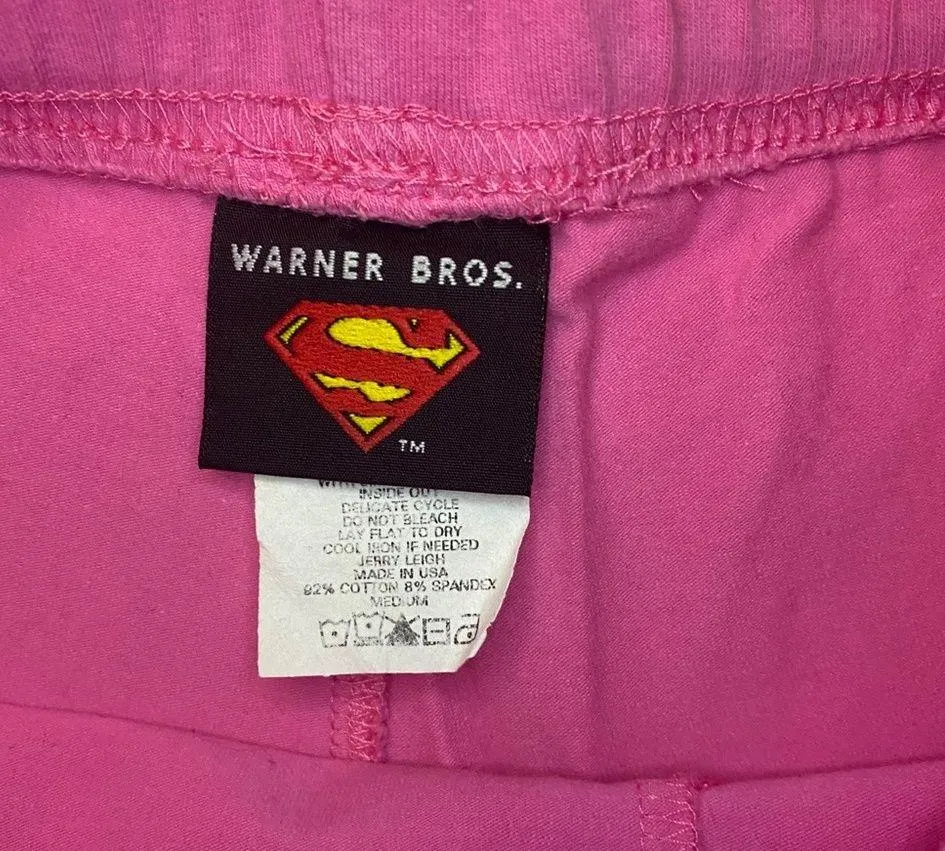 WARNER BROS.
S
TM
INSIDE OUT
DELICATE CYCLE
DO NOT BLEACH
LAY FLAT TO DRY
COOL IRON IF NEEDED
JERRY LEIGH
MADE IN USA
92% COTTON 8% SPANDEX
MEDIUM